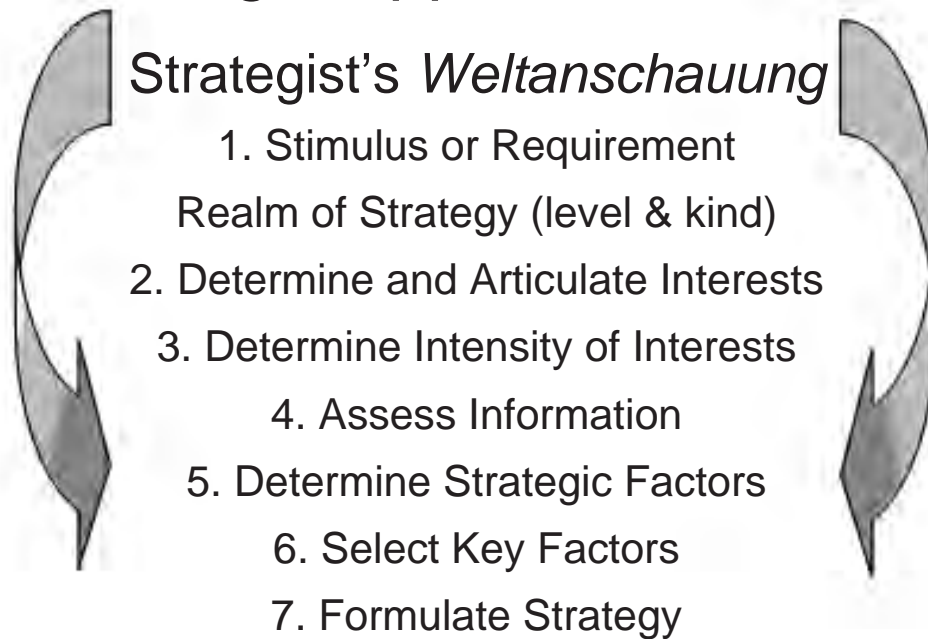 Strategist's Weltanschauung
1. Stimulus or Requirement
Realm of Strategy (level & kind)
2. Determine and Articulate Interests
3. Determine Intensity of Interests
4. Assess Information
5. Determine Strategic Factors
6. Select Key Factors
7. Formulate Strategy